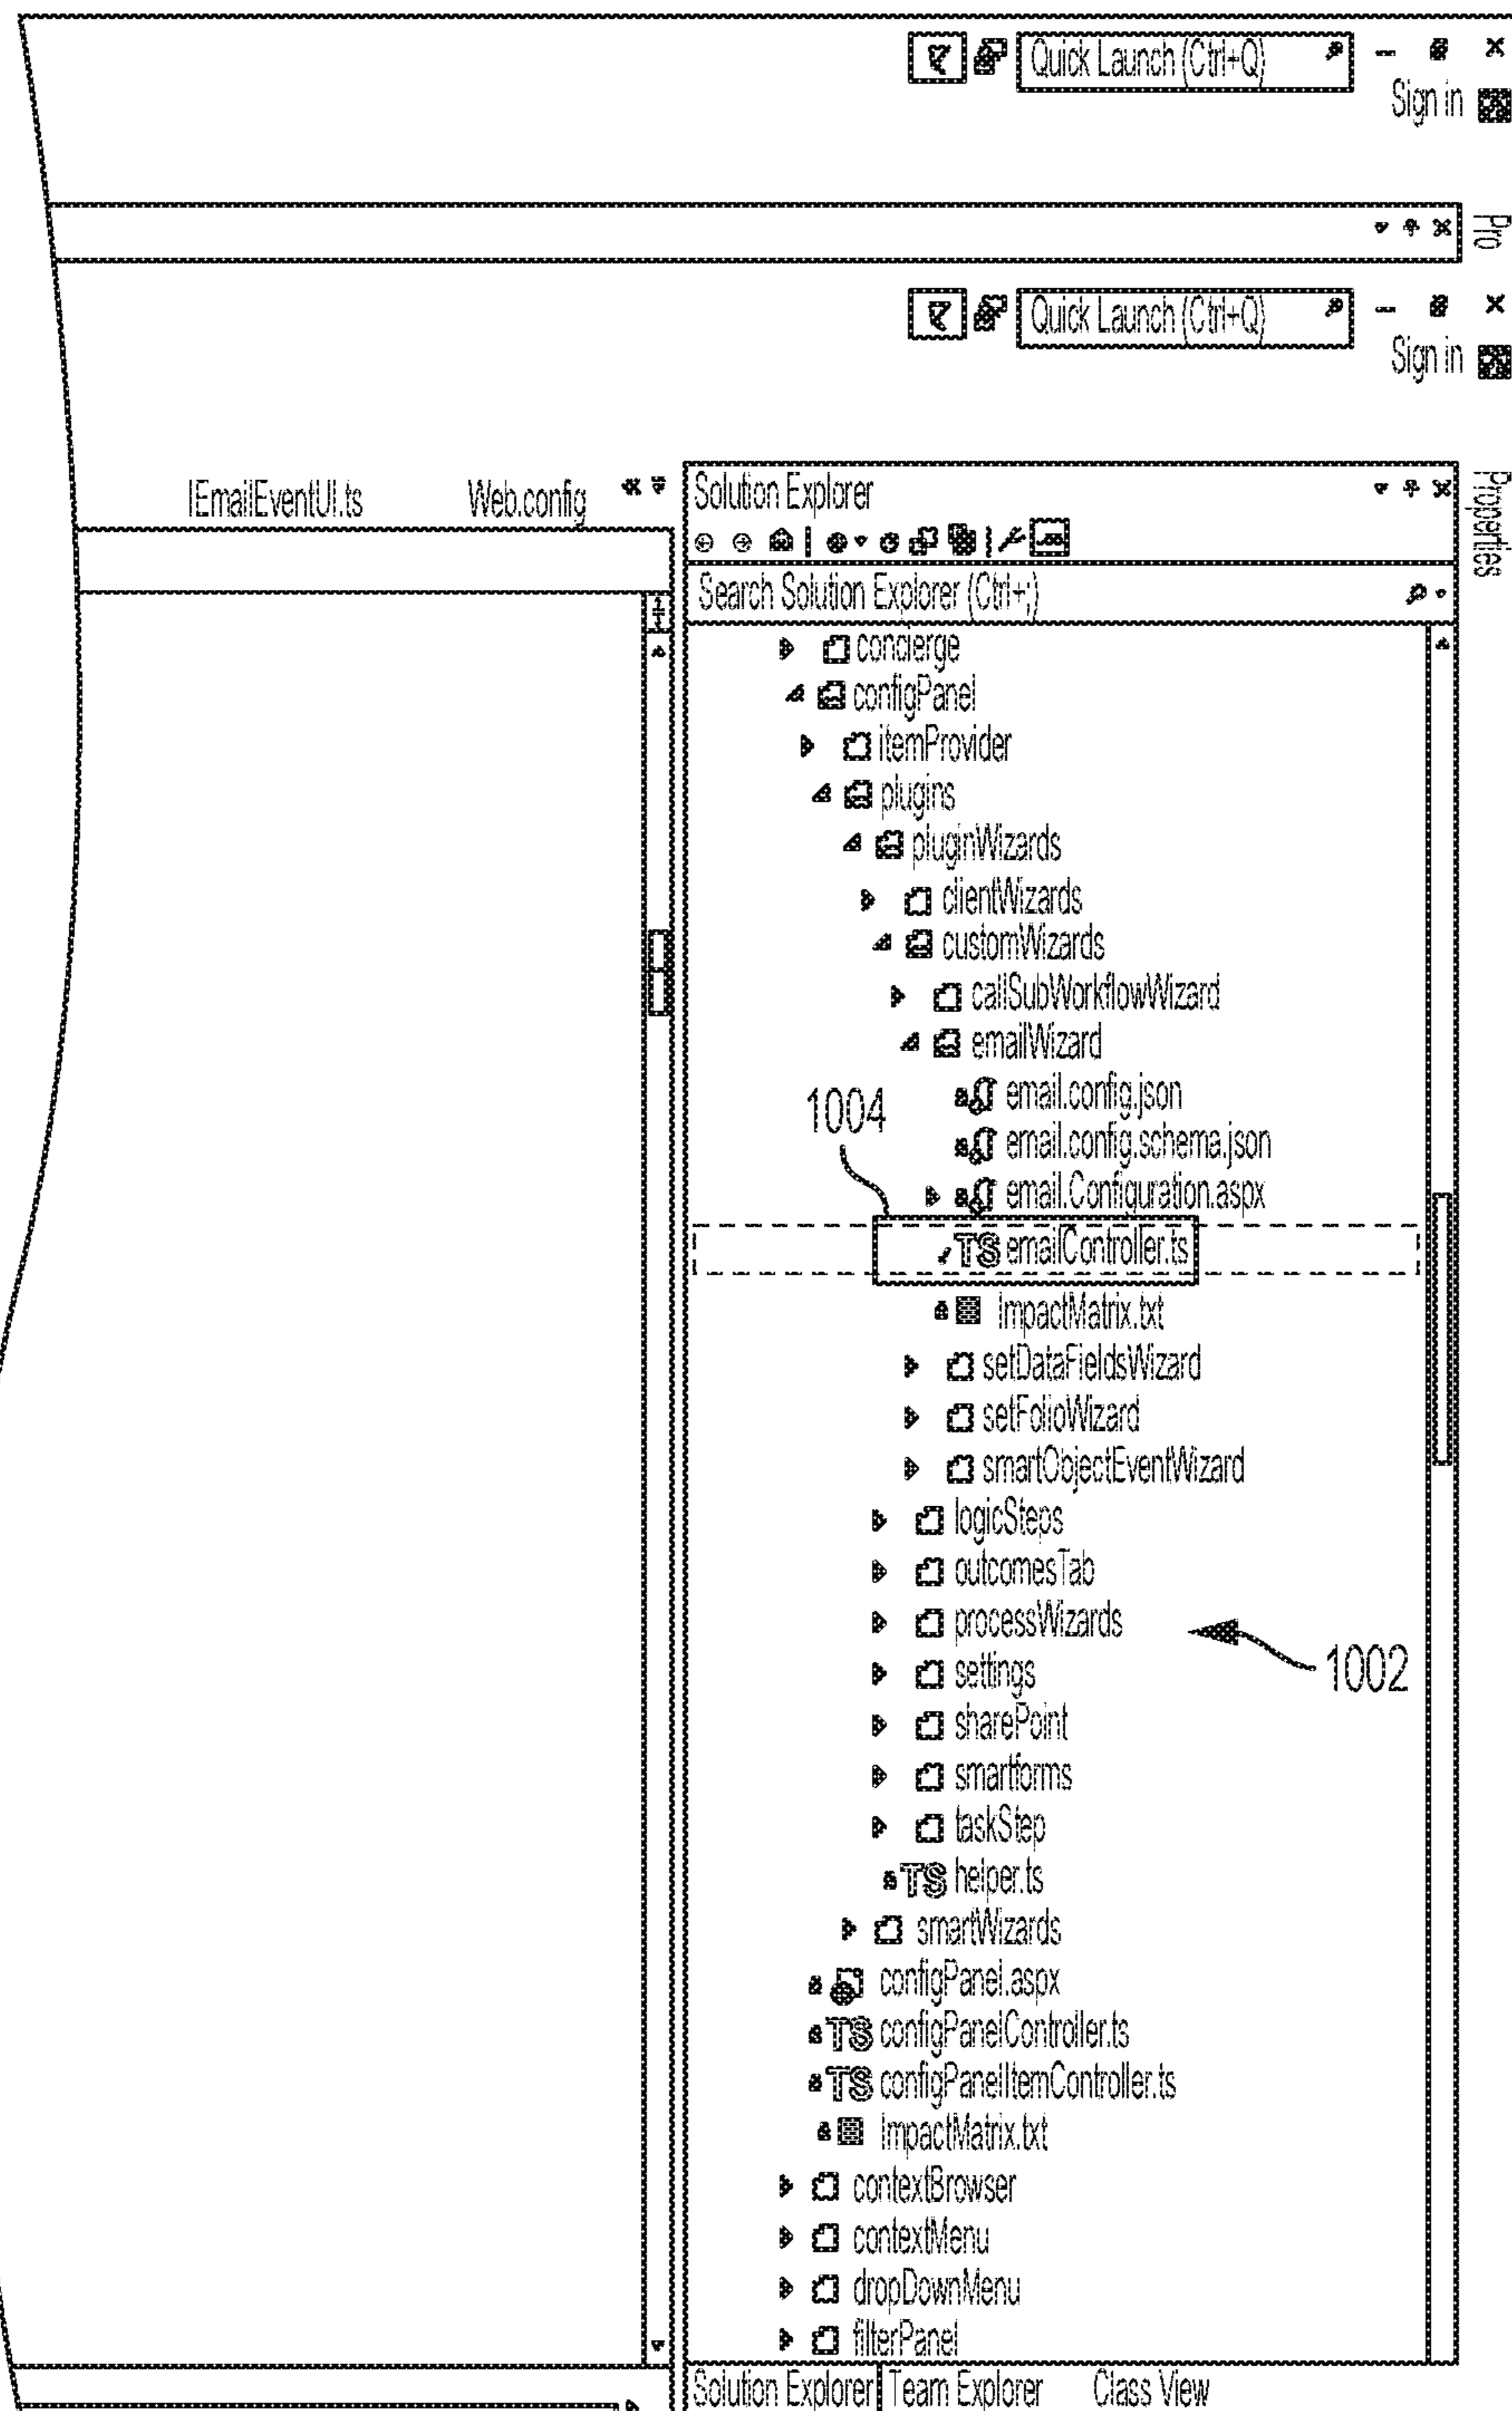 Quick Launch (Ctrl+Q)
Sign in
Pro
Quick Launch (Ctrl+Q)
Sign in
IEmailEventUI.ts Web.config
Solution Explorer
Properties
Search Solution Explorer (Ctrl+;)
concierge
configPanel
itemProvider
plugins
pluginWizards
clientWizards
customWizards
callSubWorkflowWizard
emailWizard
email.config.json
1004
email.config.schema.json
email.Configuration.aspx
TS emailController.ts
ImpactMatrix.txt
setDataFieldsWizard
setFolioWizard
smartObjectEventWizard
logicSteps
outcomesTab
processWizards
1002
settings
sharePoint
smartforms
taskStep
TS helper.ts
smartWizards
configPanel.aspx
TS configPanelController.ts
TS configPanelItemController.ts
ImpactMatrix.txt
contextBrowser
contextMenu
dropDownMenu
filterPanel
Solution Explorer Team Explorer Class View